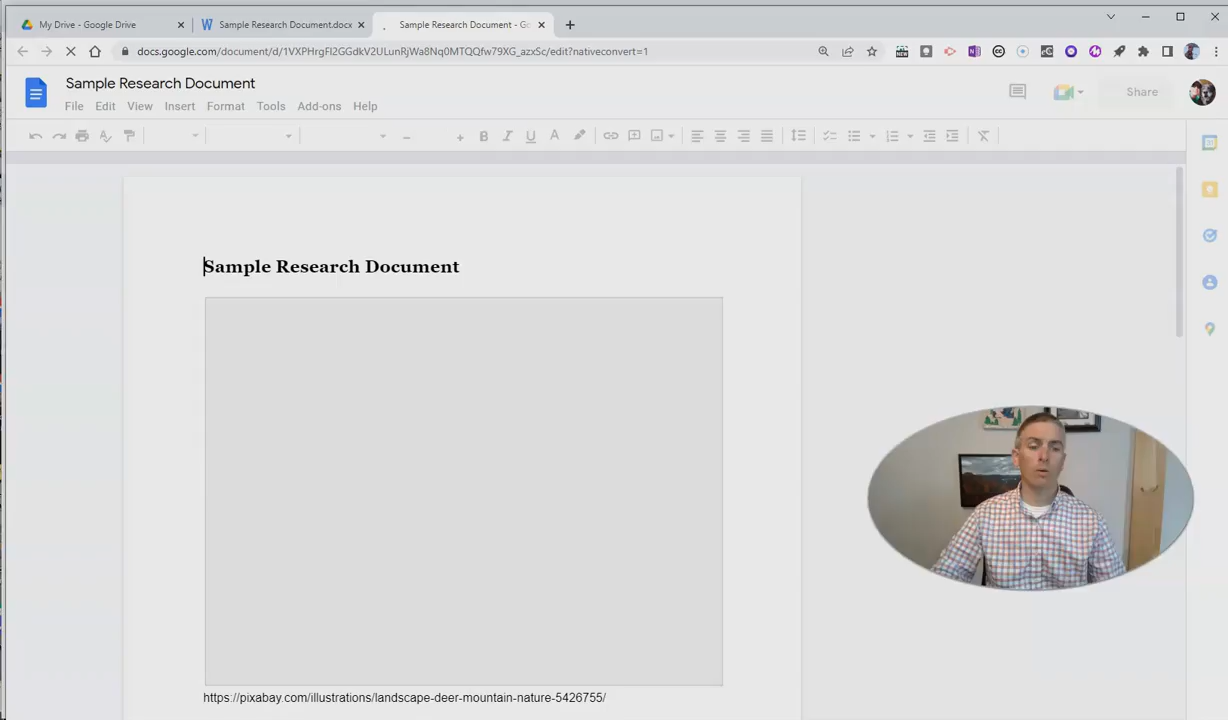 My Drive - Google Drive
Sample Research Document.docx
Sample Research Document - Go
docs.google.com/document/d/1VXPHrgFl2GGdkV2ULunRjWa8Nq0MTQQfw79XG_azxSc/edit?nativeconvert=1
Sample Research Document
File Edit View Insert Format Tools Add-ons Help
Share
Sample Research Document
https://pixabay.com/illustrations/landscape-deer-mountain-nature-5426755/